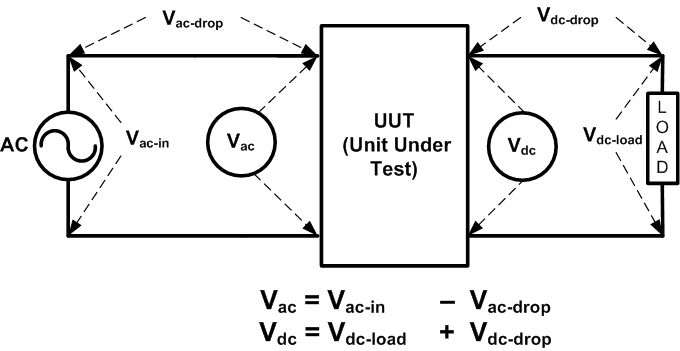 Vac-drop
Vdc-drop
AC
Vac-in
Vac
UUT
(Unit Under
Test)
Vdc
Vdc-load
LOAD
Vac = Vac-in – Vac-drop
Vdc = Vdc-load + Vdc-drop